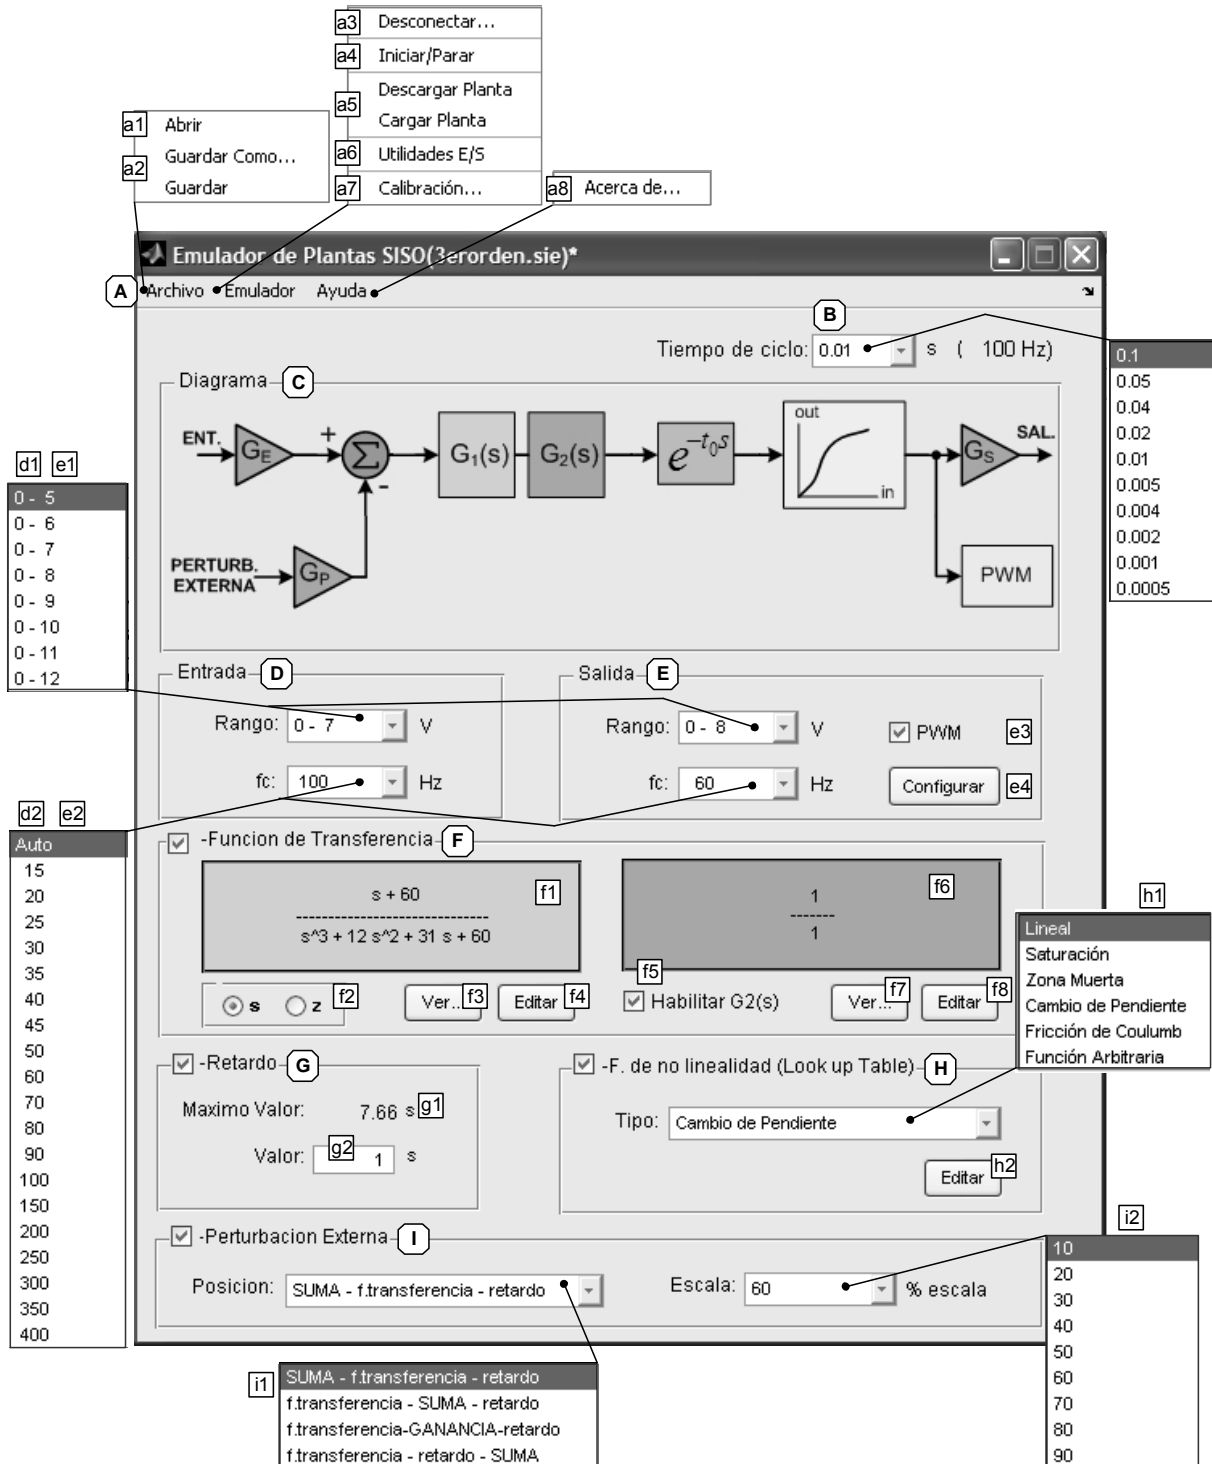 a3 Desconectar...
a4 Iniciar/Parar
a5 Descargar Planta
Cargar Planta
a6 Utilidades E/S
a7 Calibración...
a1 Abrir
a2 Guardar Como...
Guardar
a8 Acerca de...
Emulador de Plantas SISO(3erorden.sie)*
A Archivo Emulador Ayuda
B
Tiempo de ciclo: 0.01 s ( 100 Hz)
0.1
0.05
0.04
0.02
0.01
0.005
0.004
0.002
0.001
0.0005
Diagrama C
ENT. GE + Σ - G1(s) G2(s) e^-t0s out in GS SAL.
PERTURB. EXTERNA GP PWM
d1 e1
0 - 5
0 - 6
0 - 7
0 - 8
0 - 9
0 - 10
0 - 11
0 - 12
Entrada D
Rango: 0 - 7 V
fc: 100 Hz
Salida E
Rango: 0 - 8 V PWM e3
fc: 60 Hz Configurar e4
d2 e2
Auto
15
20
25
30
35
40
45
50
60
70
80
90
100
150
200
250
300
350
400
-Funcion de Transferencia F
s + 60 f1
--------------------------------
s^3 + 12 s^2 + 31 s + 60
s z f2 Ver... f3 Editar f4
1 f6
-------
1
f5 Habilitar G2(s) Ver... f7 Editar f8
h1
Lineal
Saturación
Zona Muerta
Cambio de Pendiente
Fricción de Coulumb
Función Arbitraria
-Retardo G
Maximo Valor: 7.66 s g1
Valor: g2 1 s
-F. de no linealidad (Look up Table) H
Tipo: Cambio de Pendiente
Editar h2
-Perturbacion Externa I
Posicion: SUMA - f.transferencia - retardo Escala: 60 % escala
i1
SUMA - f.transferencia - retardo
f.transferencia - SUMA - retardo
f.transferencia-GANANCIA-retardo
f.transferencia - retardo - SUMA
i2
10
20
30
40
50
60
70
80
90